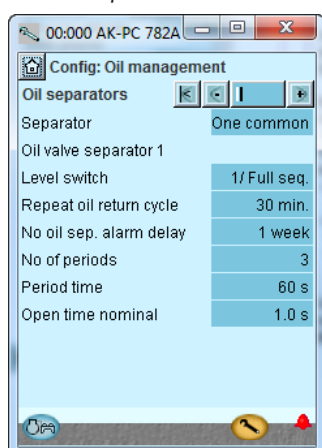 00:000 AK-PC 782A
Config: Oil management
Oil separators
Separator One common
Oil valve separator 1
Level switch 1/ Full seq.
Repeat oil return cycle 30 min.
No oil sep. alarm delay 1 week
No of periods 3
Period time 60 s
Open time nominal 1.0 s